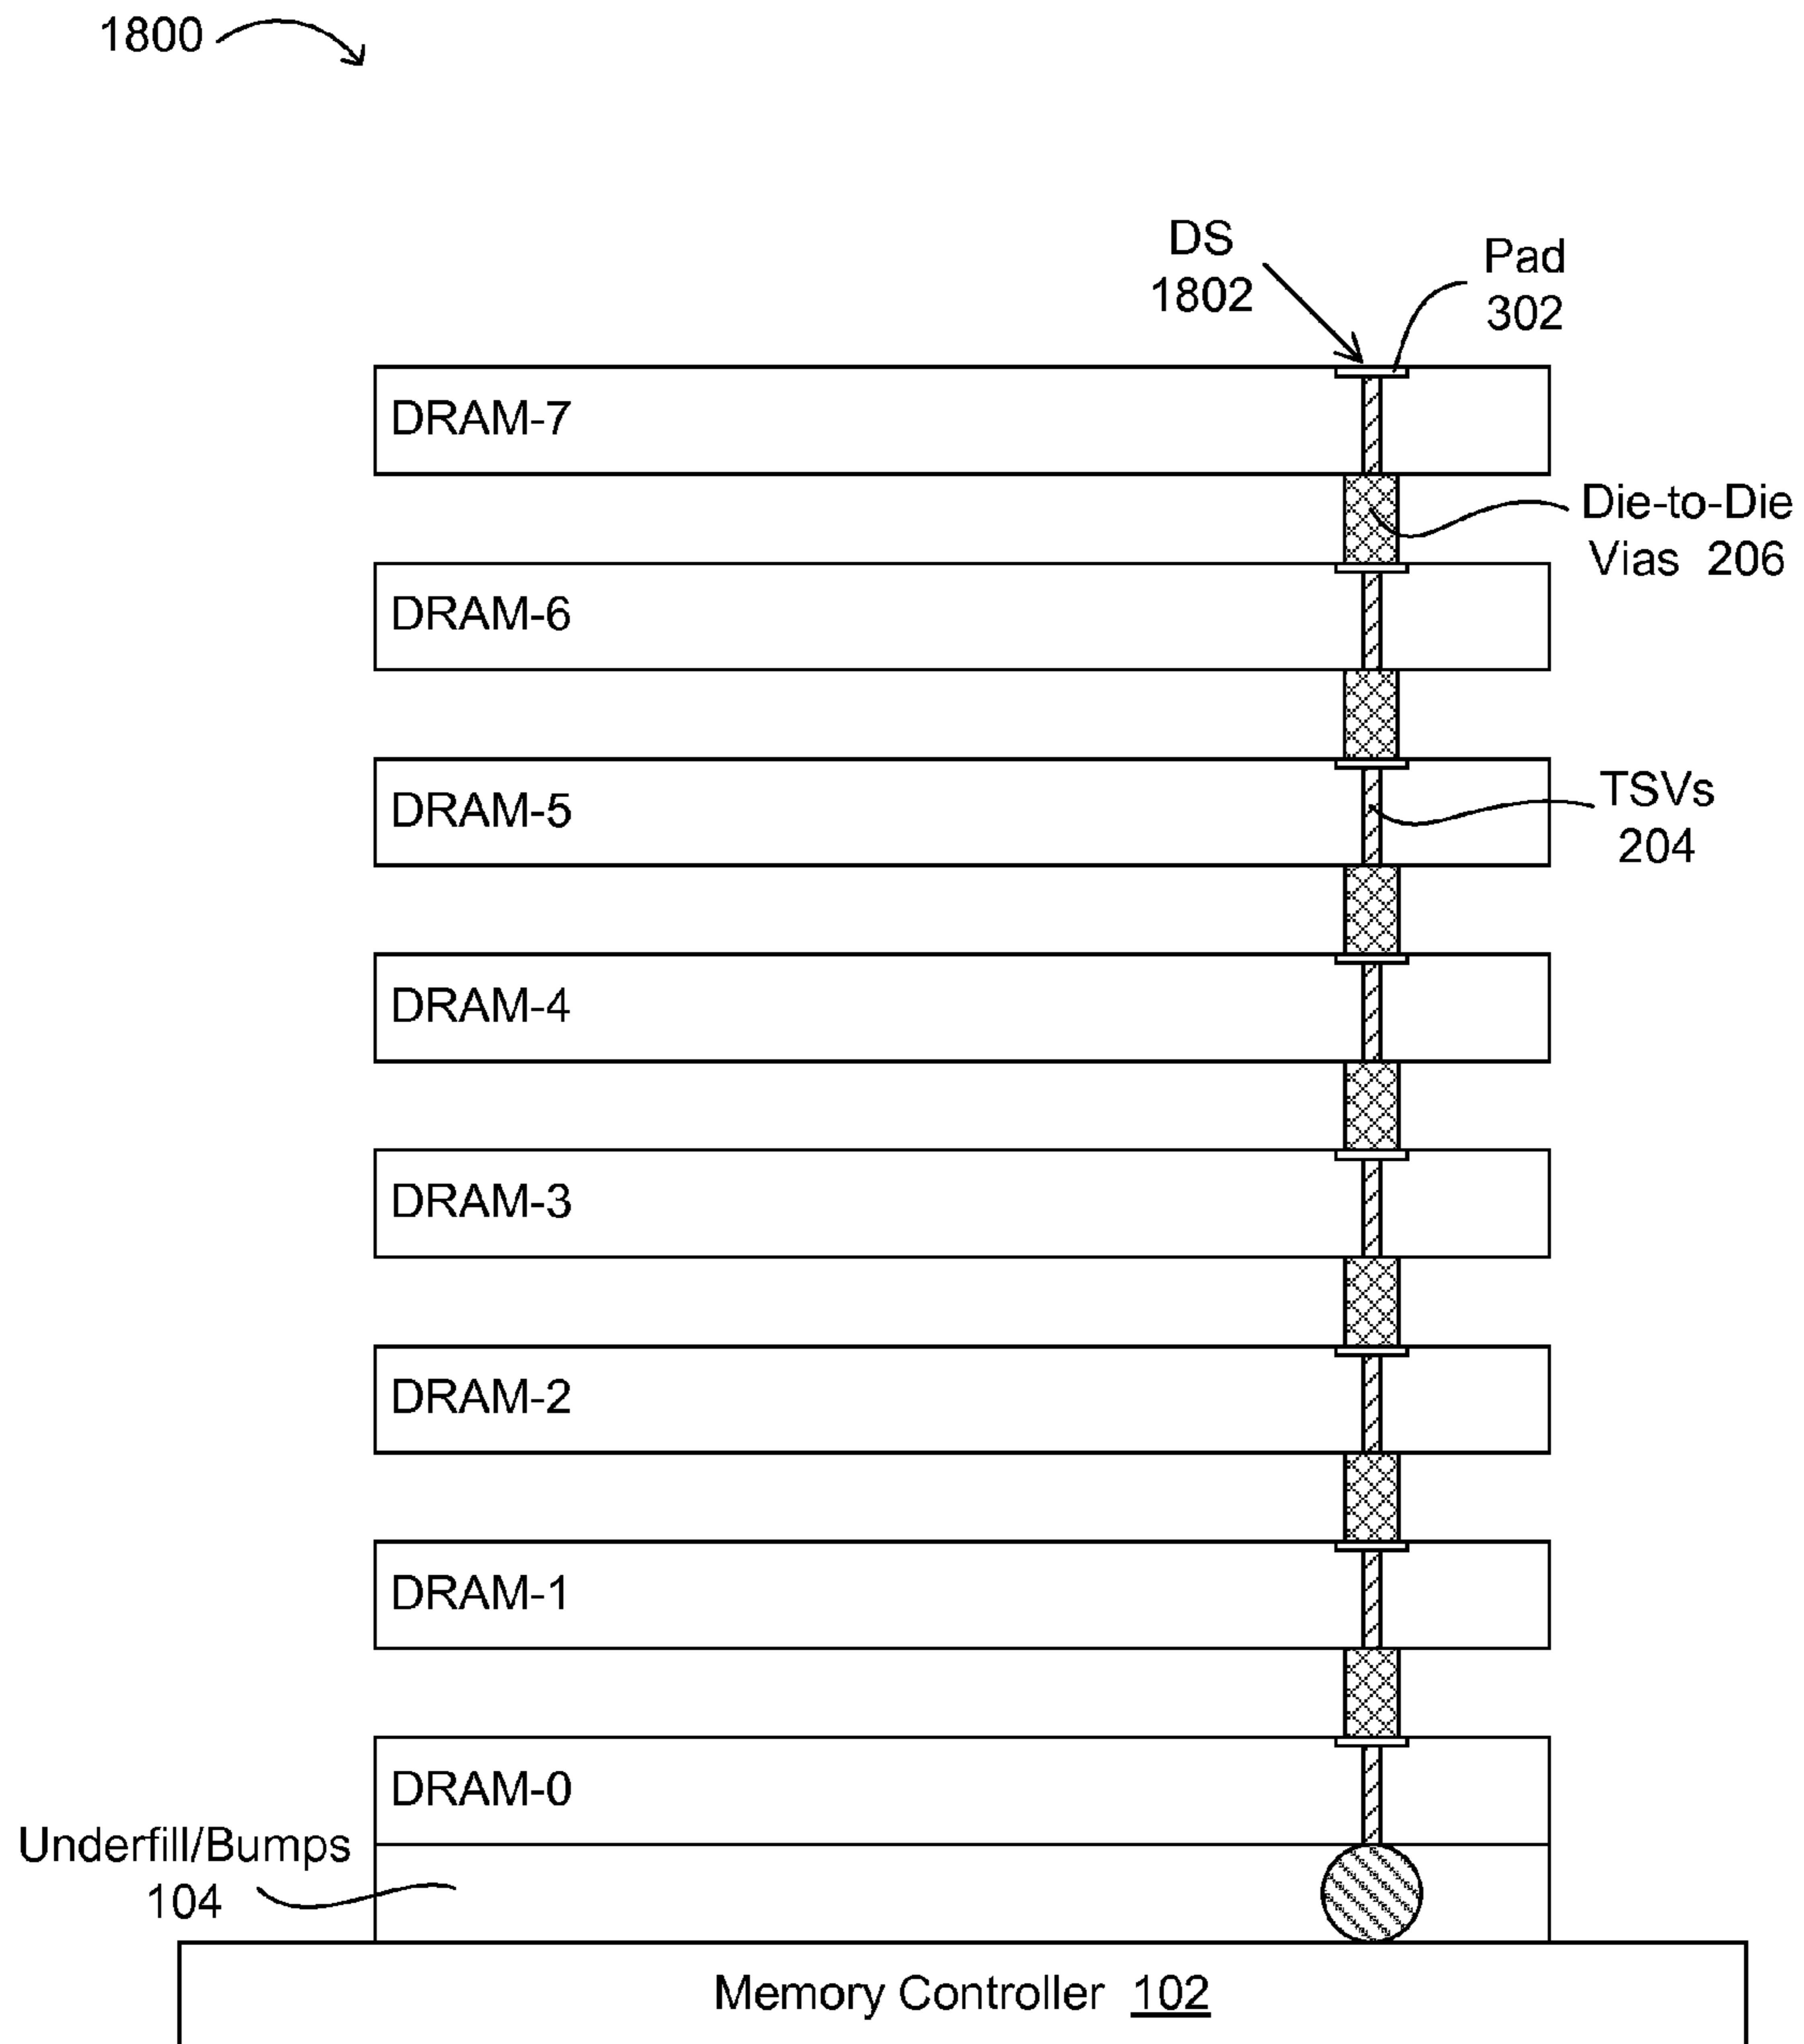 1800
DS
1802
Pad
302
DRAM-7
Die-to-Die
Vias 206
DRAM-6
DRAM-5
TSVs
204
DRAM-4
DRAM-3
DRAM-2
DRAM-1
DRAM-0
Underfill/Bumps
104
Memory Controller 102